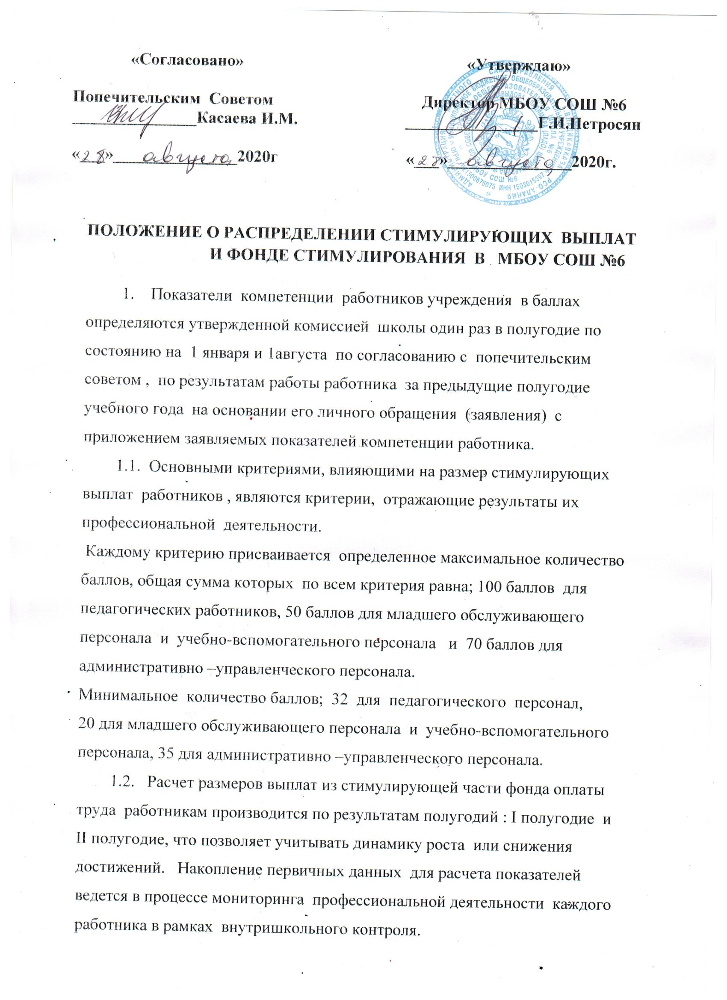 «Согласовано»
Попечительским Советом
Касаева И.М.
«28» августа 2020г
«Утверждаю»
Директор МБОУ СОШ №6
Г.И.Петросян
«28» августа 2020г.
МБОУ СОШ №6
ИНН 1503015397
РСО-АЛАНИЯ
ПОЛОЖЕНИЕ О РАСПРЕДЕЛЕНИИ СТИМУЛИРУЮЩИХ ВЫПЛАТ
И ФОНДЕ СТИМУЛИРОВАНИЯ В МБОУ СОШ №6
1. Показатели компетенции работников учреждения в баллах
определяются утвержденной комиссией школы один раз в полугодие по
состоянию на 1 января и 1августа по согласованию с попечительским
советом , по результатам работы работника за предыдущие полугодие
учебного года на основании его личного обращения (заявления) с
приложением заявляемых показателей компетенции работника.
1.1. Основными критериями, влияющими на размер стимулирующих
выплат работников , являются критерии, отражающие результаты их
профессиональной деятельности.
Каждому критерию присваивается определенное максимальное количество
баллов, общая сумма которых по всем критерия равна; 100 баллов для
педагогических работников, 50 баллов для младшего обслуживающего
персонала и учебно-вспомогательного персонала и 70 баллов для
административно –управленческого персонала.
Минимальное количество баллов; 32 для педагогического персонал,
20 для младшего обслуживающего персонала и учебно-вспомогательного
персонала, 35 для административно –управленческого персонала.
1.2. Расчет размеров выплат из стимулирующей части фонда оплаты
труда работникам производится по результатам полугодий : I полугодие и
II полугодие, что позволяет учитывать динамику роста или снижения
достижений. Накопление первичных данных для расчета показателей
ведется в процессе мониторинга профессиональной деятельности каждого
работника в рамках внутришкольного контроля.